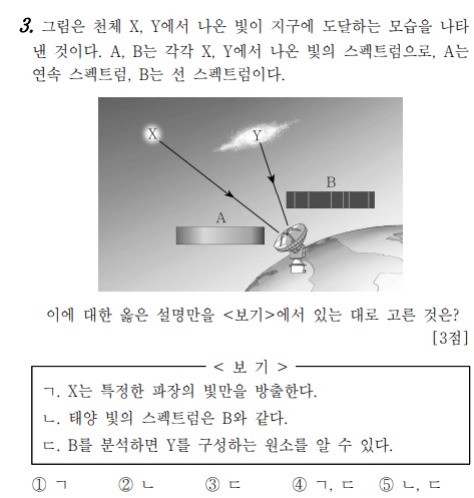 3. 그림은 천체 X, Y에서 나온 빛이 지구에 도달하는 모습을 나타
낸 것이다. A, B는 각각 X, Y에서 나온 빛의 스펙트럼으로, A는
연속 스펙트럼, B는 선 스펙트럼이다.
X
Y
B
A
이에 대한 옳은 설명만을 <보기>에서 있는 대로 고른 것은?
[3점]
< 보 기 >
ㄱ. X는 특정한 파장의 빛만을 방출한다.
ㄴ. 태양 빛의 스펙트럼은 B와 같다.
ㄷ. B를 분석하면 Y를 구성하는 원소를 알 수 있다.
① ㄱ ② ㄴ ③ ㄷ ④ ㄱ, ㄷ ⑤ ㄴ, ㄷ